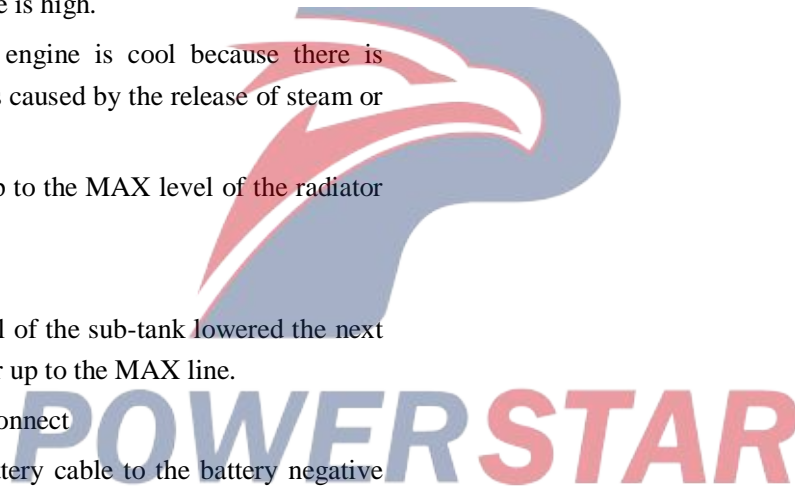 e is high.
engine is cool because there is
s caused by the release of steam or
p to the MAX level of the radiator
l of the sub-tank lowered the next
r up to the MAX line.
onnect
ttery cable to the battery negative
POWERSTAR